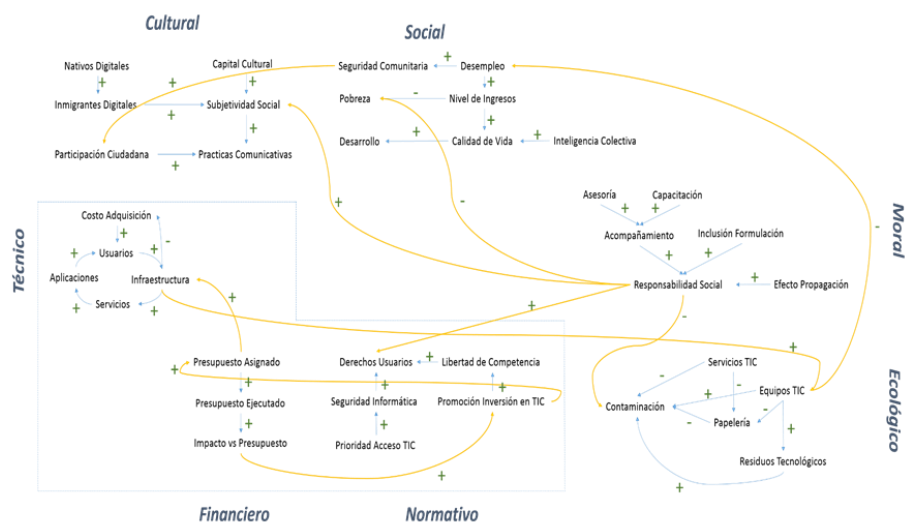 Cultural
Social
Nativos Digitales
+
+
Capital Cultural
+
Inmigrantes Digitales
+
Subjetividad Social
+
Participación Ciudadana
+
Practicas Comunicativas
Seguridad Comunitaria
+
Desempleo
+
Pobreza
-
Nivel de Ingresos
+
Desarrollo
+
Calidad de Vida
+
Inteligencia Colectiva
+
-
-
Moral
Asesoría
Capacitación
+
+
Acompañamiento
Inclusión Formulación
+
+
Responsabilidad Social
+
Efecto Propagación
+
-
Técnico
Costo Adquisición
+
-
+
Usuarios
+
Aplicaciones
Infraestructura
+
Servicios
+
+
+
Presupuesto Asignado
+
+
Presupuesto Ejecutado
+
Impacto vs Presupuesto
+
Derechos Usuarios
+
Libertad de Competencia
+
+
Seguridad Informática
Promoción Inversión en TIC
+
Prioridad Acceso TIC
Ecológico
Servicios TIC
-
-
Equipos TIC
+
-
Contaminación
-
Papelería
+
Residuos Tecnológicos
+
Financiero
Normativo